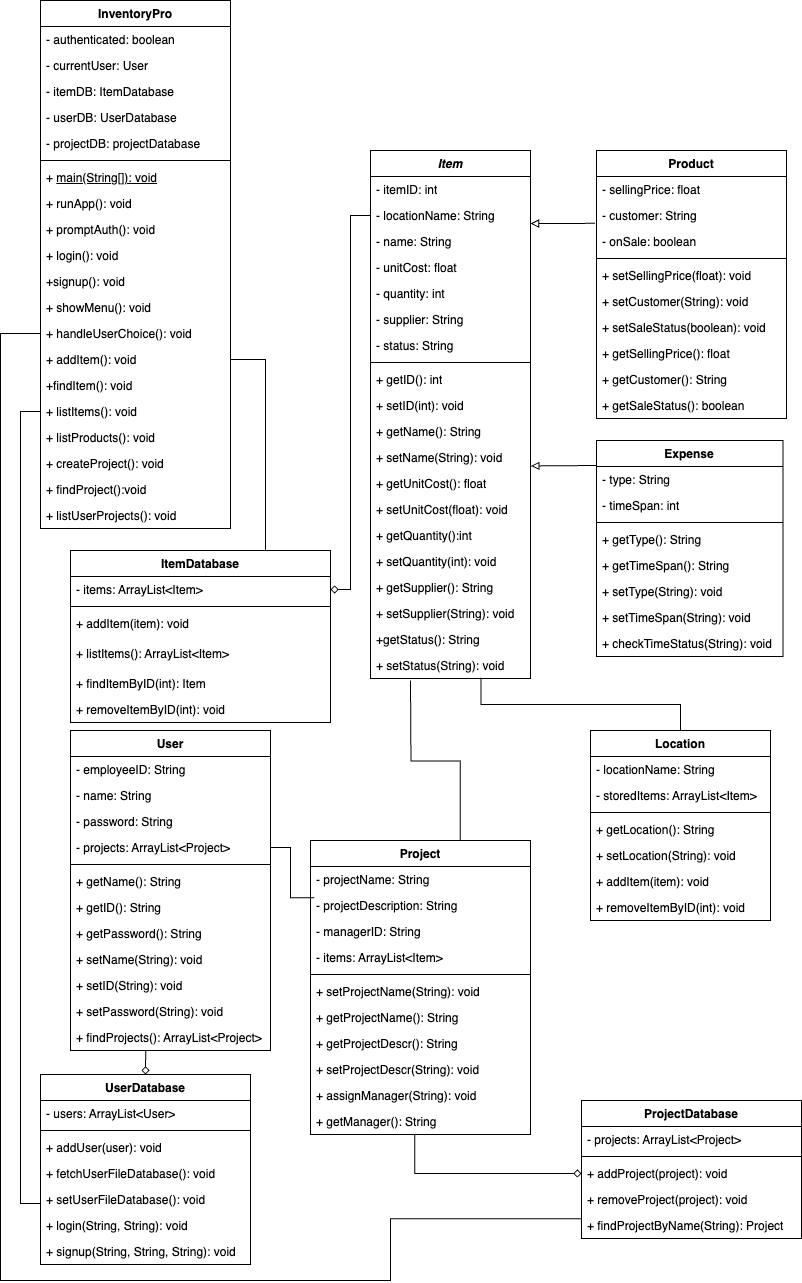 InventoryPro
- authenticated: boolean
- currentUser: User
- itemDB: ItemDatabase
- userDB: UserDatabase
- projectDB: projectDatabase
+ main(String[]): void
+ runApp(): void
+ promptAuth(): void
+ login(): void
+signup(): void
+ showMenu(): void
+ handleUserChoice(): void
+ addItem(): void
+findItem(): void
+ listItems(): void
+ listProducts(): void
+ createProject(): void
+ findProject():void
+ listUserProjects(): void
Item
- itemID: int
- locationName: String
- name: String
- unitCost: float
- quantity: int
- supplier: String
- status: String
+ getID(): int
+ setID(int): void
+ getName(): String
+ setName(String): void
+ getUnitCost(): float
+ setUnitCost(float): void
+ getQuantity():int
+ setQuantity(int): void
+ getSupplier(): String
+ setSupplier(String): void
+getStatus(): String
+ setStatus(String): void
Product
- sellingPrice: float
- customer: String
- onSale: boolean
+ setSellingPrice(float): void
+ setCustomer(String): void
+ setSaleStatus(boolean): void
+ getSellingPrice(): float
+ getCustomer(): String
+ getSaleStatus(): boolean
Expense
- type: String
- timeSpan: int
+ getType(): String
+ getTimeSpan(): String
+ setType(String): void
+ setTimeSpan(String): void
+ checkTimeStatus(String): void
ItemDatabase
- items: ArrayList<Item>
+ addItem(item): void
+ listItems(): ArrayList<Item>
+ findItemByID(int): Item
+ removeItemByID(int): void
User
- employeeID: String
- name: String
- password: String
- projects: ArrayList<Project>
+ getName(): String
+ getID(): String
+ getPassword(): String
+ setName(String): void
+ setID(String): void
+ setPassword(String): void
+ findProjects(): ArrayList<Project>
Location
- locationName: String
- storedItems: ArrayList<Item>
+ getLocation(): String
+ setLocation(String): void
+ addItem(item): void
+ removeItemByID(int): void
Project
- projectName: String
- projectDescription: String
- managerID: String
- items: ArrayList<Item>
+ setProjectName(String): void
+ getProjectName(): String
+ getProjectDescr(): String
+ setProjectDescr(String): void
+ assignManager(String): void
+ getManager(): String
UserDatabase
- users: ArrayList<User>
+ addUser(user): void
+ fetchUserFileDatabase(): void
+ setUserFileDatabase(): void
+ login(String, String): void
+ signup(String, String, String): void
ProjectDatabase
- projects: ArrayList<Project>
+ addProject(project): void
+ removeProject(project): void
+ findProjectByName(String): Project